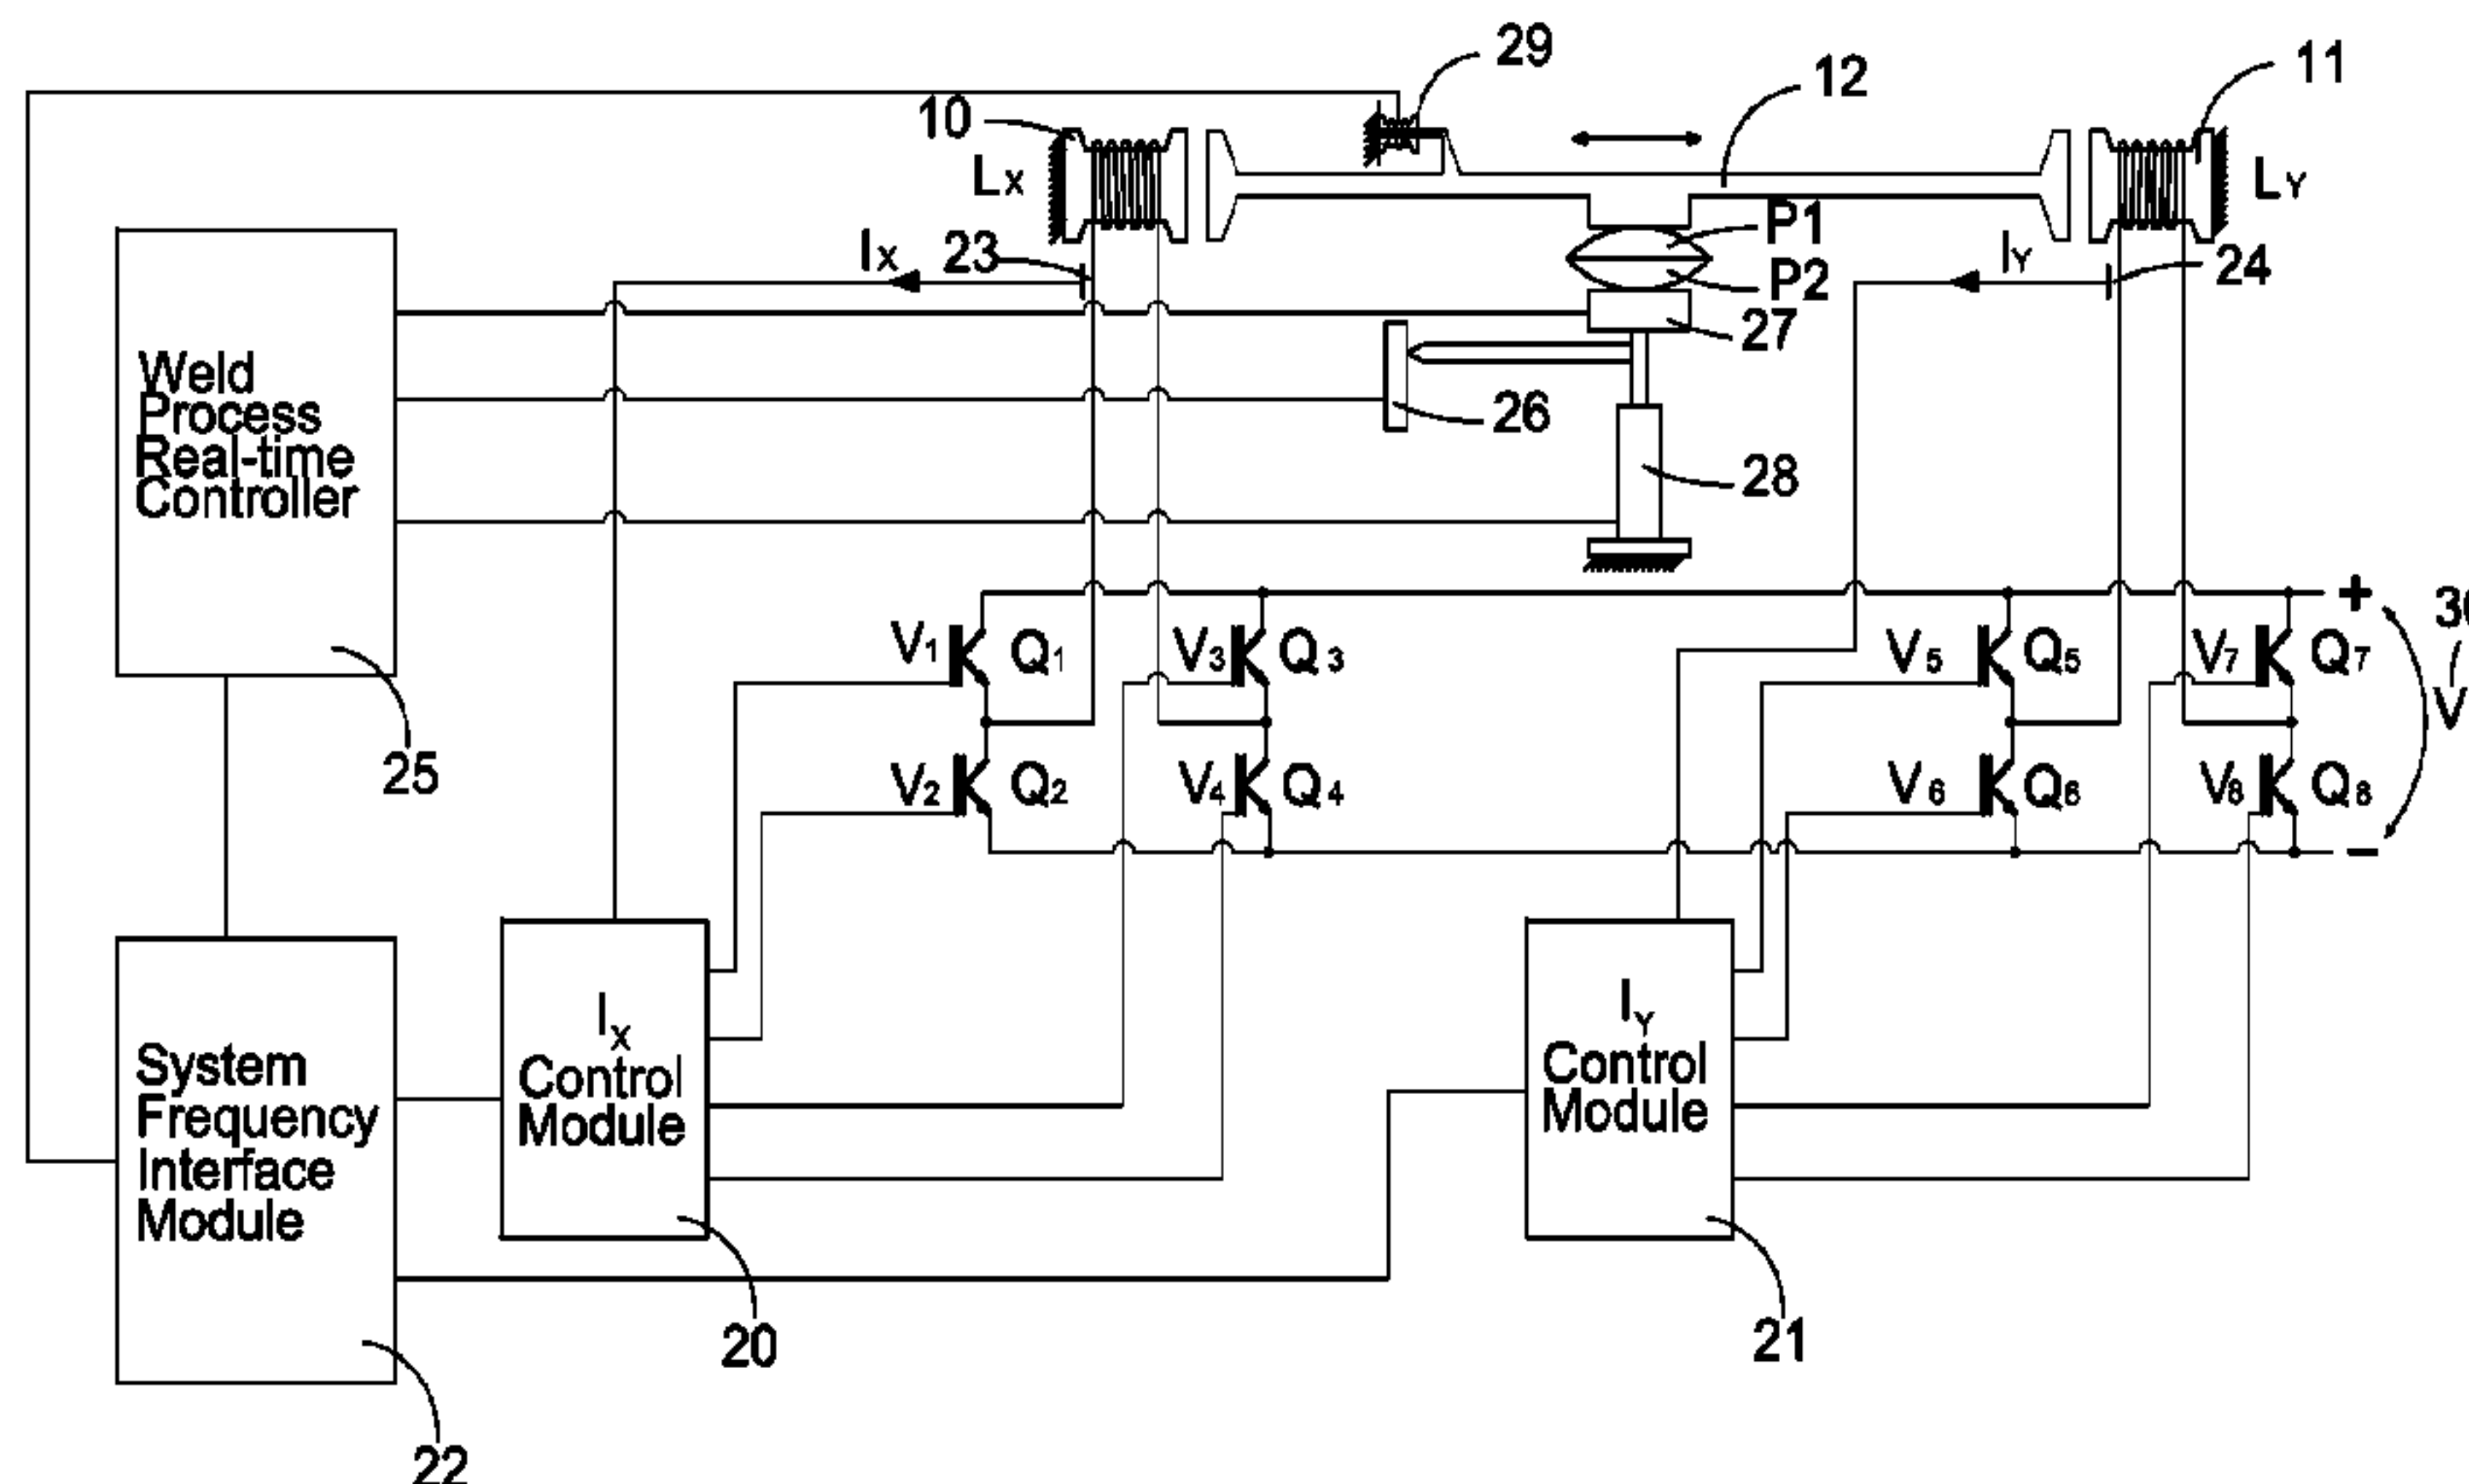 29
12
11
10
LX
LY
P1
IX
23
IY
24
P2
27
Weld
Process
Real-time
Controller
26
28
+
V1
Q1
V3
Q3
V5
Q5
V7
Q7
V
25
V2
Q2
V4
Q4
V6
Q6
V8
Q8
−
IX
Control
Module
IY
Control
Module
System
Frequency
Interface
Module
20
21
22